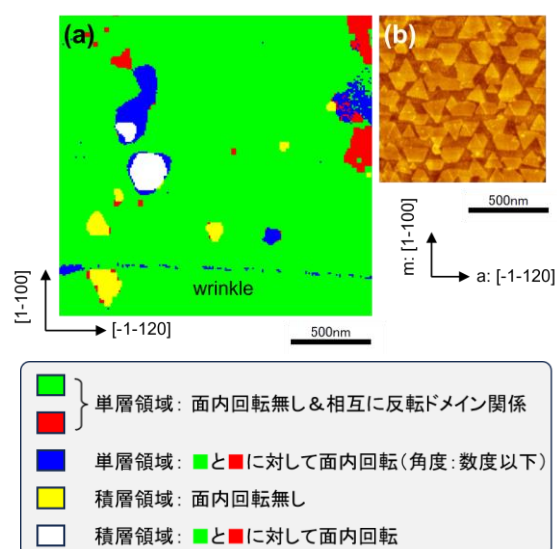 (a)
(b)
500nm
m: [1-100]
a: [-1-120]
wrinkle
[1-100]
[-1-120]
500nm
単層領域: 面内回転無し&相互に反転ドメイン関係
単層領域: ■と■に対して面内回転(角度:数度以下)
積層領域: 面内回転無し
積層領域: ■と■に対して面内回転